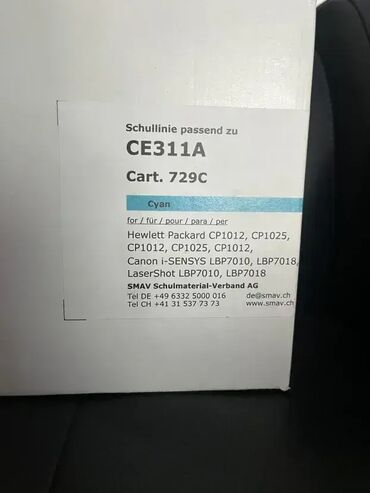 Schullinie passend zu
CE311A
Cart. 729C
Cyan
for / für / pour / para / per
Hewlett Packard CP1012, CP1025,
CP1012, CP1025, CP1012,
Canon i-SENSYS LBP7010, LBP7018,
LaserShot LBP7010, LBP7018
SMAV Schulmaterial-Verband AG
Tel DE +49 6332 5000 016 de@smav.ch
Tel CH +41 31 537 73 73 www.smav.ch